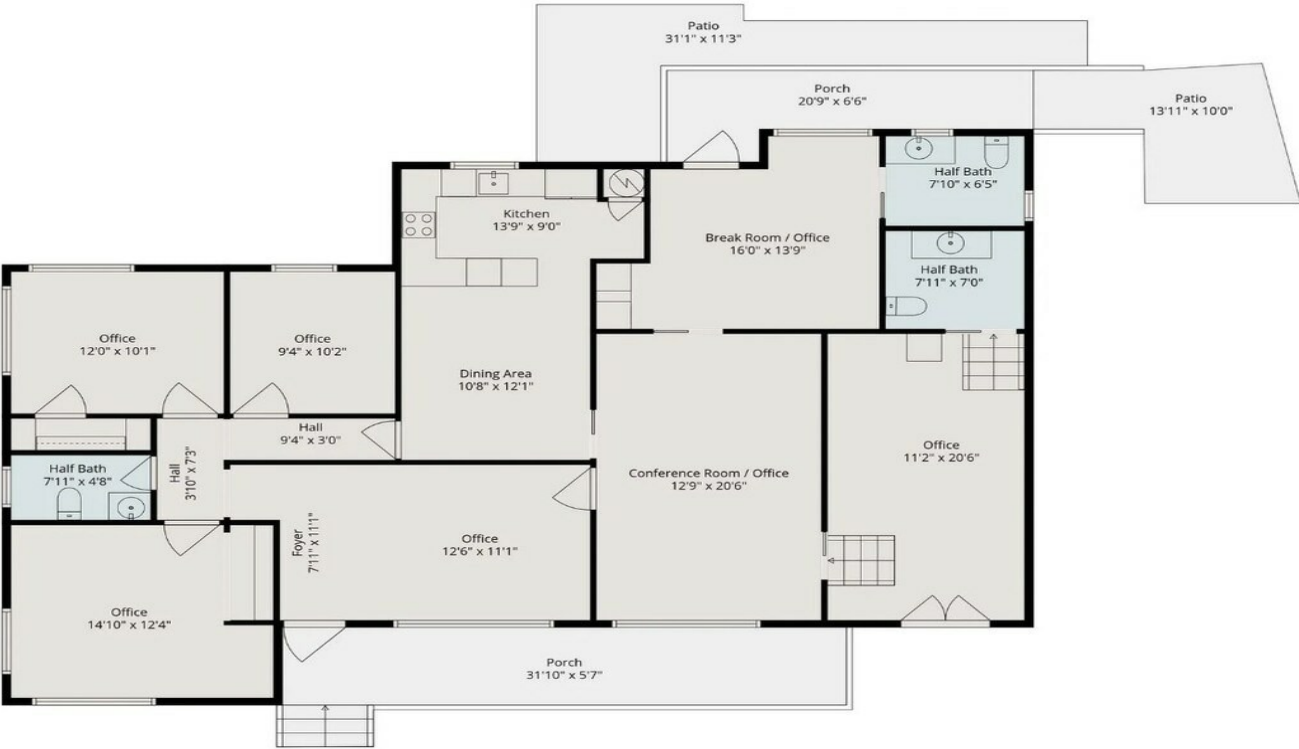 Patio
31'1" x 11'3"
Porch
20'9" x 6'6"
Patio
13'11" x 10'0"
Half Bath
7'10" x 6'5"
Kitchen
13'9" x 9'0"
Break Room / Office
16'0" x 13'9"
Half Bath
7'11" x 7'0"
Office
12'0" x 10'1"
Office
9'4" x 10'2"
Dining Area
10'8" x 12'1"
Hall
9'4" x 3'0"
Hall
3'10" x 7'3"
Half Bath
7'11" x 4'8"
Conference Room / Office
12'9" x 20'6"
Office
11'2" x 20'6"
Foyer
7'11" x 11'1"
Office
12'6" x 11'1"
Office
14'10" x 12'4"
Porch
31'10" x 5'7"